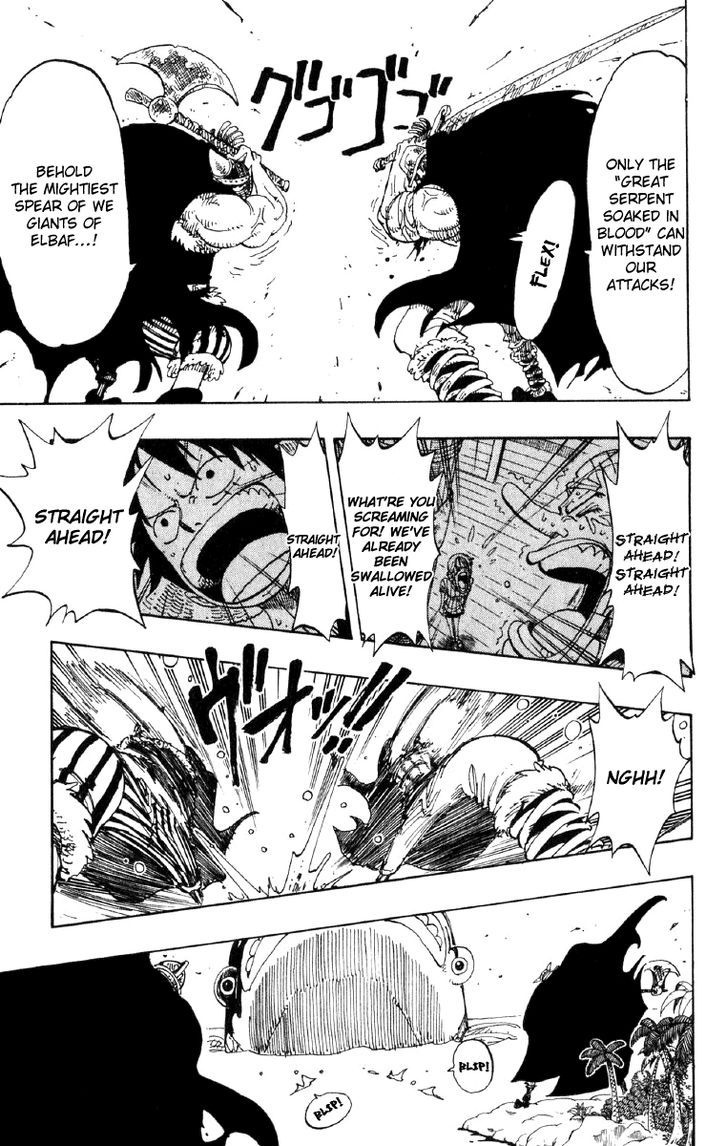 ONLY THE
"GREAT
SERPENT
SOAKED IN
BLOOD" CAN
WITHSTAND
OUR
ATTACKS!
FLEX!
グゴゴゴ
BEHOLD
THE MIGHTIEST
SPEAR OF WE
GIANTS OF
ELBAF...!
STRAIGHT
AHEAD!
STRAIGHT
AHEAD!
WHAT'RE YOU
SCREAMING
FOR! WE'VE
ALREADY
BEEN
SWALLOWED
ALIVE!
STRAIGHT
AHEAD!
STRAIGHT
AHEAD!
NGHH!
ヴオッ!!
BLSP!
BLSP!